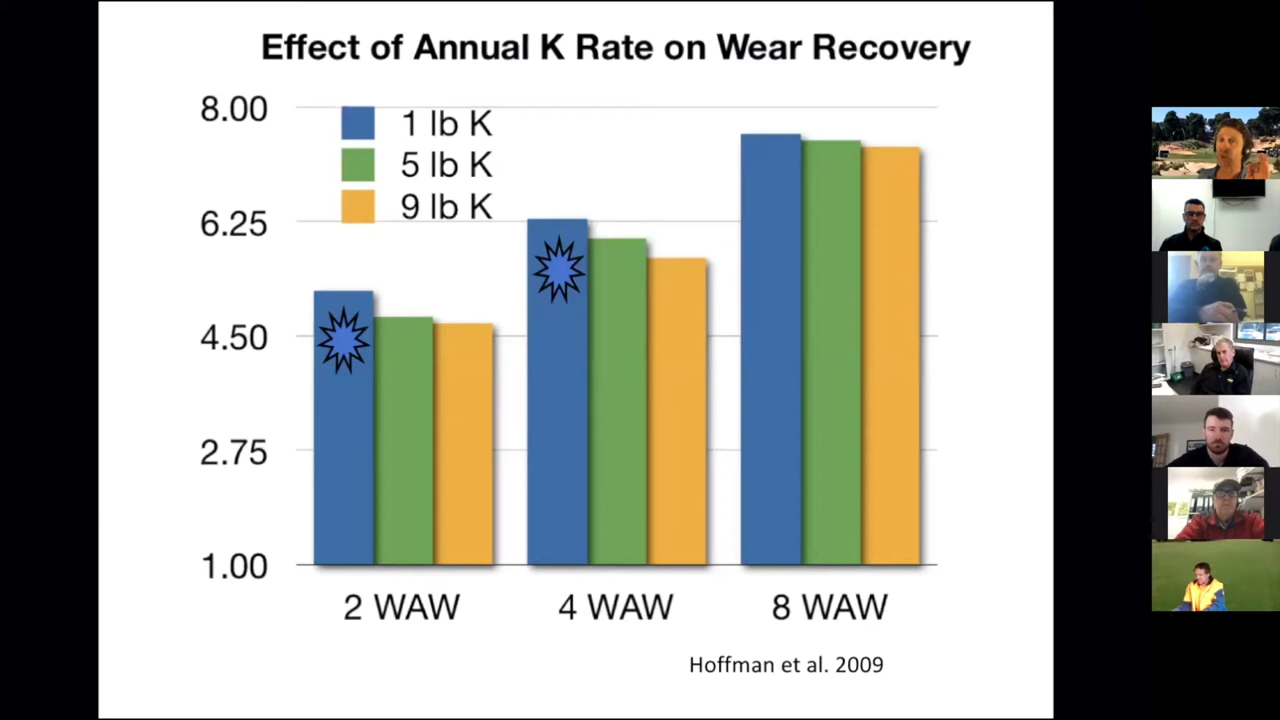 Effect of Annual K Rate on Wear Recovery
8.00
1 lb K
5 lb K
9 lb K
6.25
4.50
2.75
1.00
2 WAW
4 WAW
8 WAW
Hoffman et al. 2009